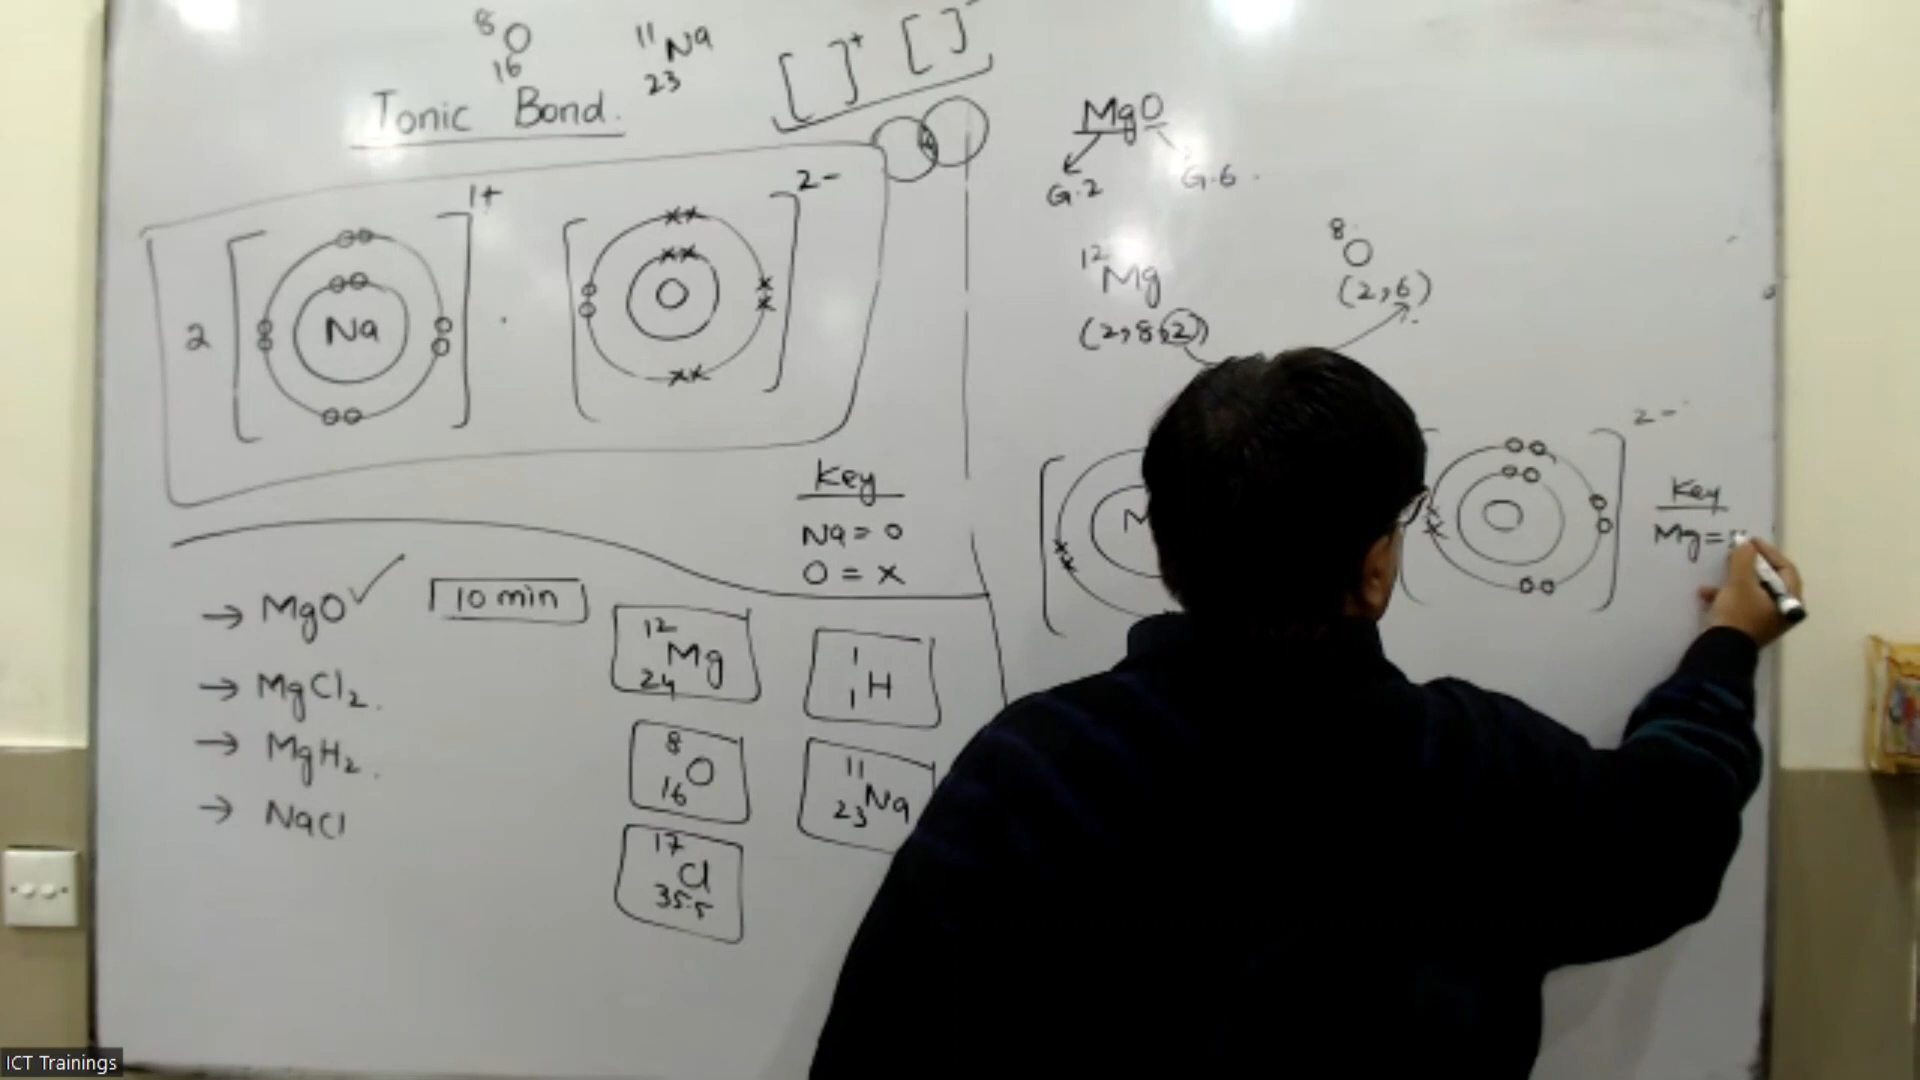 8 O 16
11 Na 23
[ ]+ [ ]-
Ionic Bond.
2 [Na]1+ [O]2-
Key
Na = o
O = x
→ MgO ✓
10 min
→ MgCl2.
→ MgH2.
→ NaCl
12 Mg 24
1 H 1
8 O 16
11 Na 23
17 Cl 35.5
MgO
G.2 G.6.
12 Mg
(2,8,2)
8 O
(2,6)
[O]2-
Key
Mg =
ICT Trainings